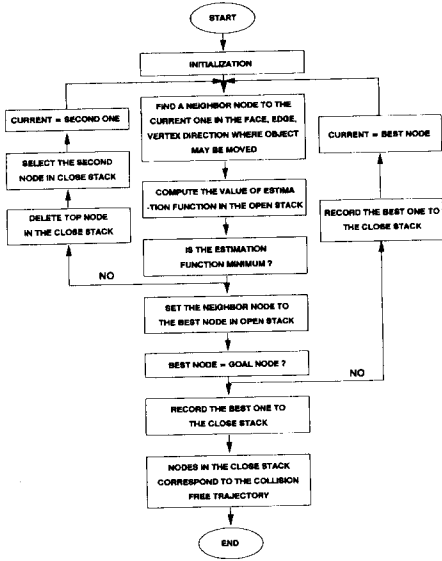 START
INITIALIZATION
FIND A NEIGHBOR NODE TO THE
CURRENT ONE IN THE FACE, EDGE,
VERTEX DIRECTION WHERE OBJECT
MAY BE MOVED
CURRENT = SECOND ONE
CURRENT = BEST NODE
SELECT THE SECOND
NODE IN CLOSE STACK
COMPUTE THE VALUE OF ESTIMA
-TION FUNCTION IN THE OPEN STACK
DELETE TOP NODE
IN THE CLOSE STACK
RECORD THE BEST ONE TO
THE CLOSE STACK
IS THE ESTIMATION
FUNCTION MINIMUM ?
NO
SET THE NEIGHBOR NODE TO
THE BEST NODE IN OPEN STACK
BEST NODE = GOAL NODE ?
NO
RECORD THE BEST ONE TO
THE CLOSE STACK
NODES IN THE CLOSE STACK
CORRESPOND TO THE COLLISION
FREE TRAJECTORY
END